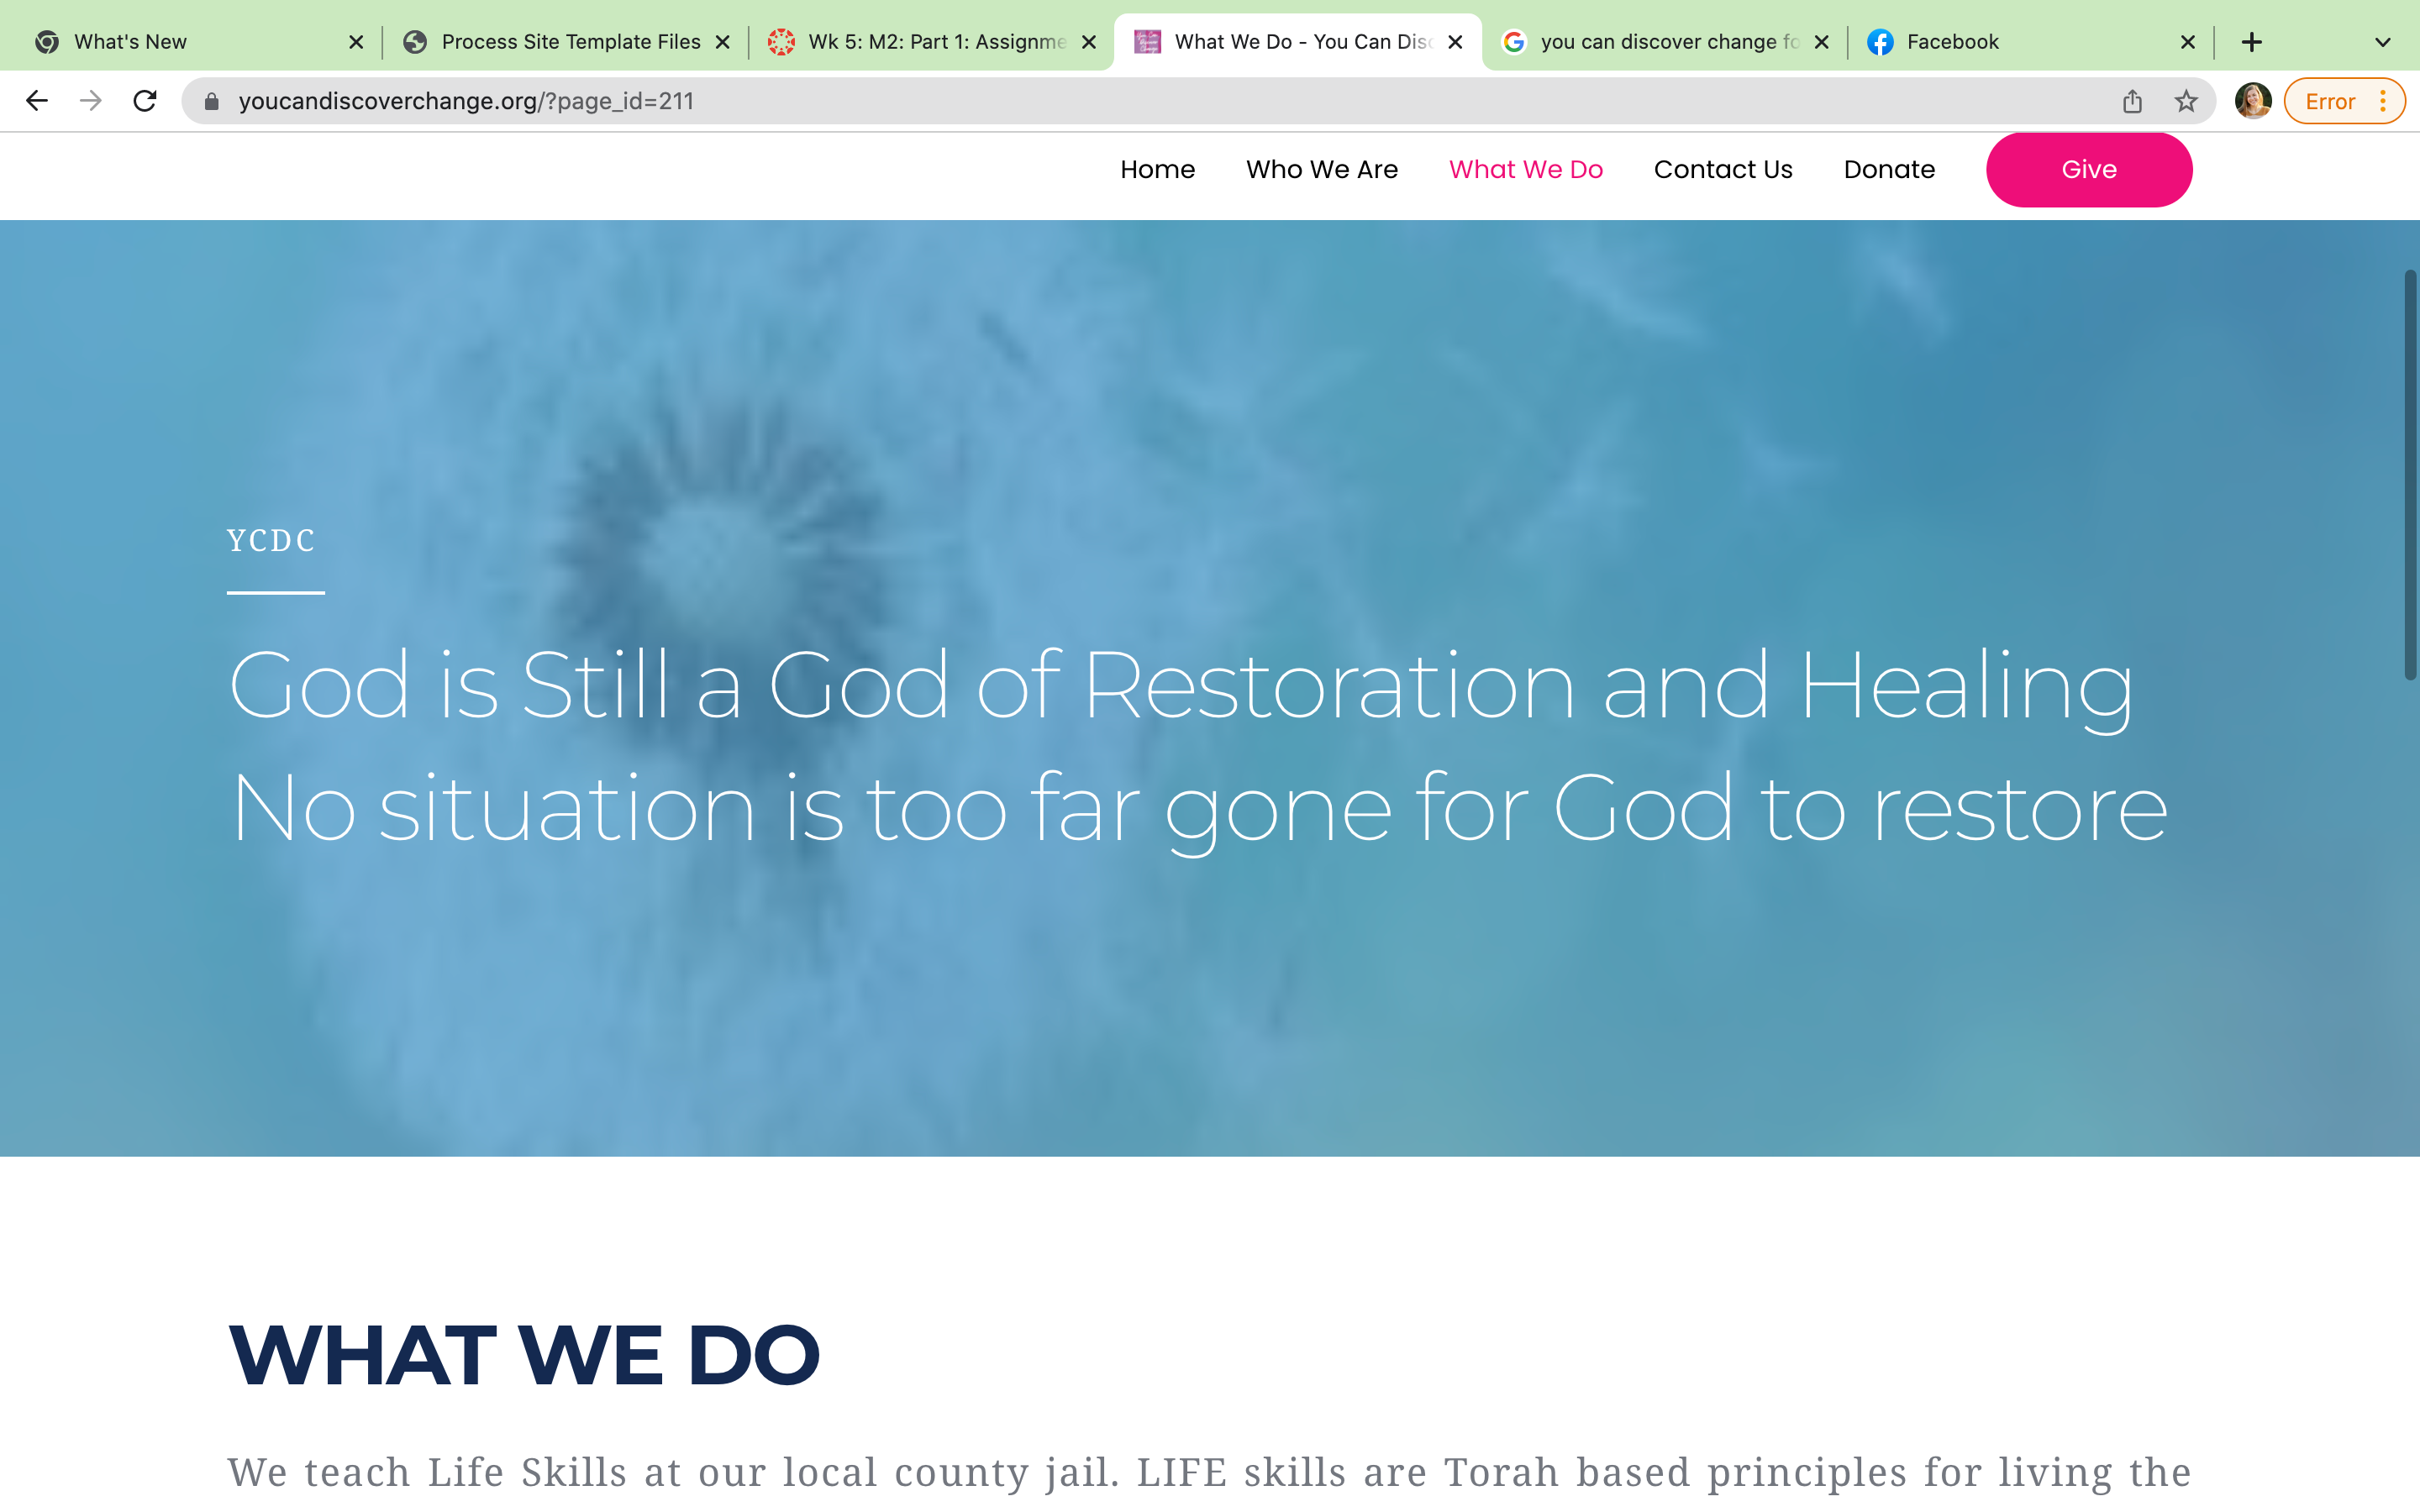 What's New
Process Site Template Files
Wk 5: M2: Part 1: Assignme
What We Do - You Can Disc
you can discover change fo
Facebook
youcandiscoverchange.org/?page_id=211
Error
Home
Who We Are
What We Do
Contact Us
Donate
Give
YCDC
God is Still a God of Restoration and Healing
No situation is too far gone for God to restore
WHAT WE DO
We teach Life Skills at our local county jail. LIFE skills are Torah based principles for living the